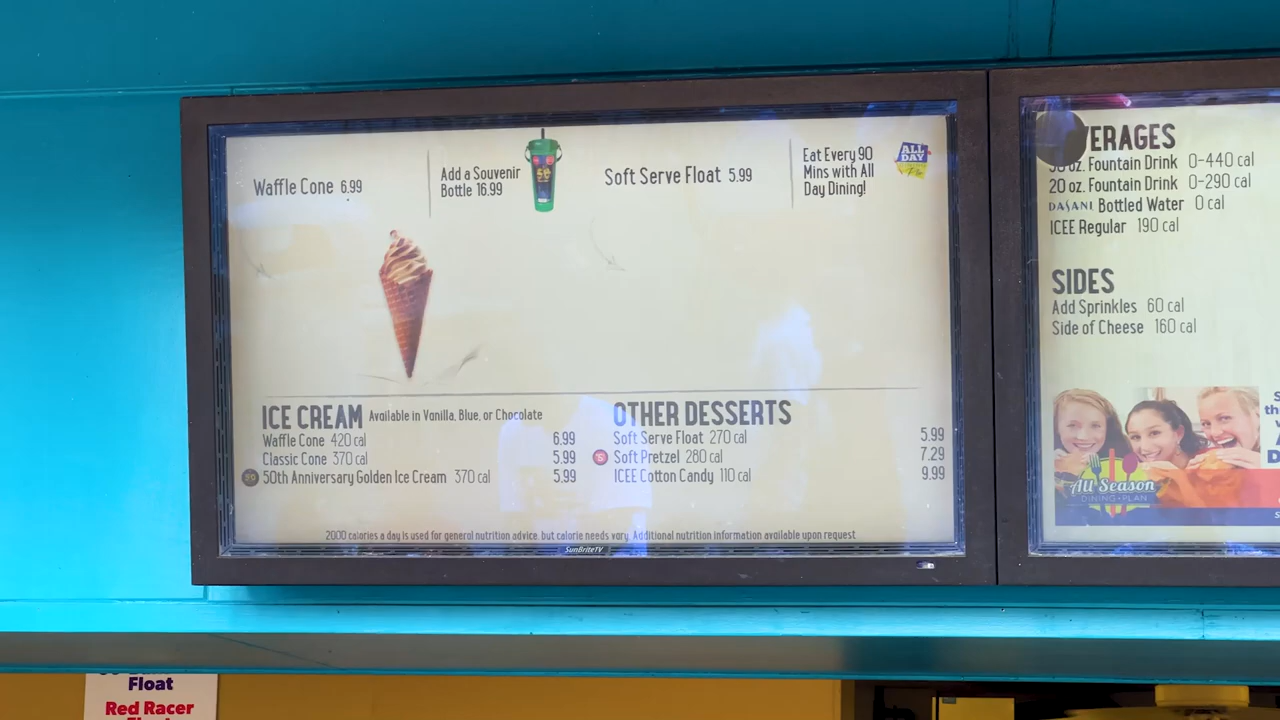 Waffle Cone 6.99
Add a Souvenir
Bottle 16.99
50
Soft Serve Float 5.99
Eat Every 90
Mins with All
Day Dining!
ALL
DAY
ICE CREAM Available in Vanilla, Blue, or Chocolate
Waffle Cone 420 cal 6.99
Classic Cone 370 cal 5.99
50 50th Anniversary Golden Ice Cream 370 cal 5.99
OTHER DESSERTS
Soft Serve Float 270 cal 5.99
Soft Pretzel 280 cal 7.29
ICEE Cotton Candy 110 cal 9.99
2000 calories a day is used for general nutrition advice, but calorie needs vary. Additional nutrition information available upon request
SunBriteTV
VERAGES
oz. Fountain Drink 0-440 cal
20 oz. Fountain Drink 0-290 cal
DASANI Bottled Water 0 cal
ICEE Regular 190 cal
SIDES
Add Sprinkles 60 cal
Side of Cheese 160 cal
All Season
DINING PLAN
Float
Red Racer